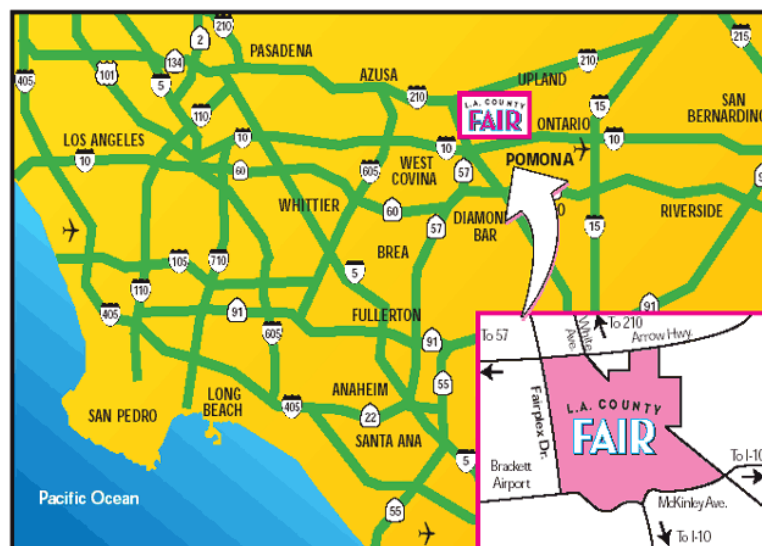 210
2
215
405
134
PASADENA
101
5
AZUSA
UPLAND
210
210
110
L.A. COUNTY
FAIR
15
SAN
BERNARDINO
LOS ANGELES
10
ONTARIO
10
10
10
WEST
COVINA
POMONA
60
605
57
WHITTIER
60
DIAMOND
BAR
RIVERSIDE
57
15
BREA
105
710
5
110
91
91
405
FULLERTON
605
91
55
ANAHEIM
SAN PEDRO
LONG
BEACH
405
22
SANTA ANA
5
55
Pacific Ocean
To 57
White
Ave.
To 210
Arrow Hwy.
Fairplex Dr.
L.A. COUNTY
FAIR
Brackett
Airport
To I-10
McKinley Ave.
To I-10